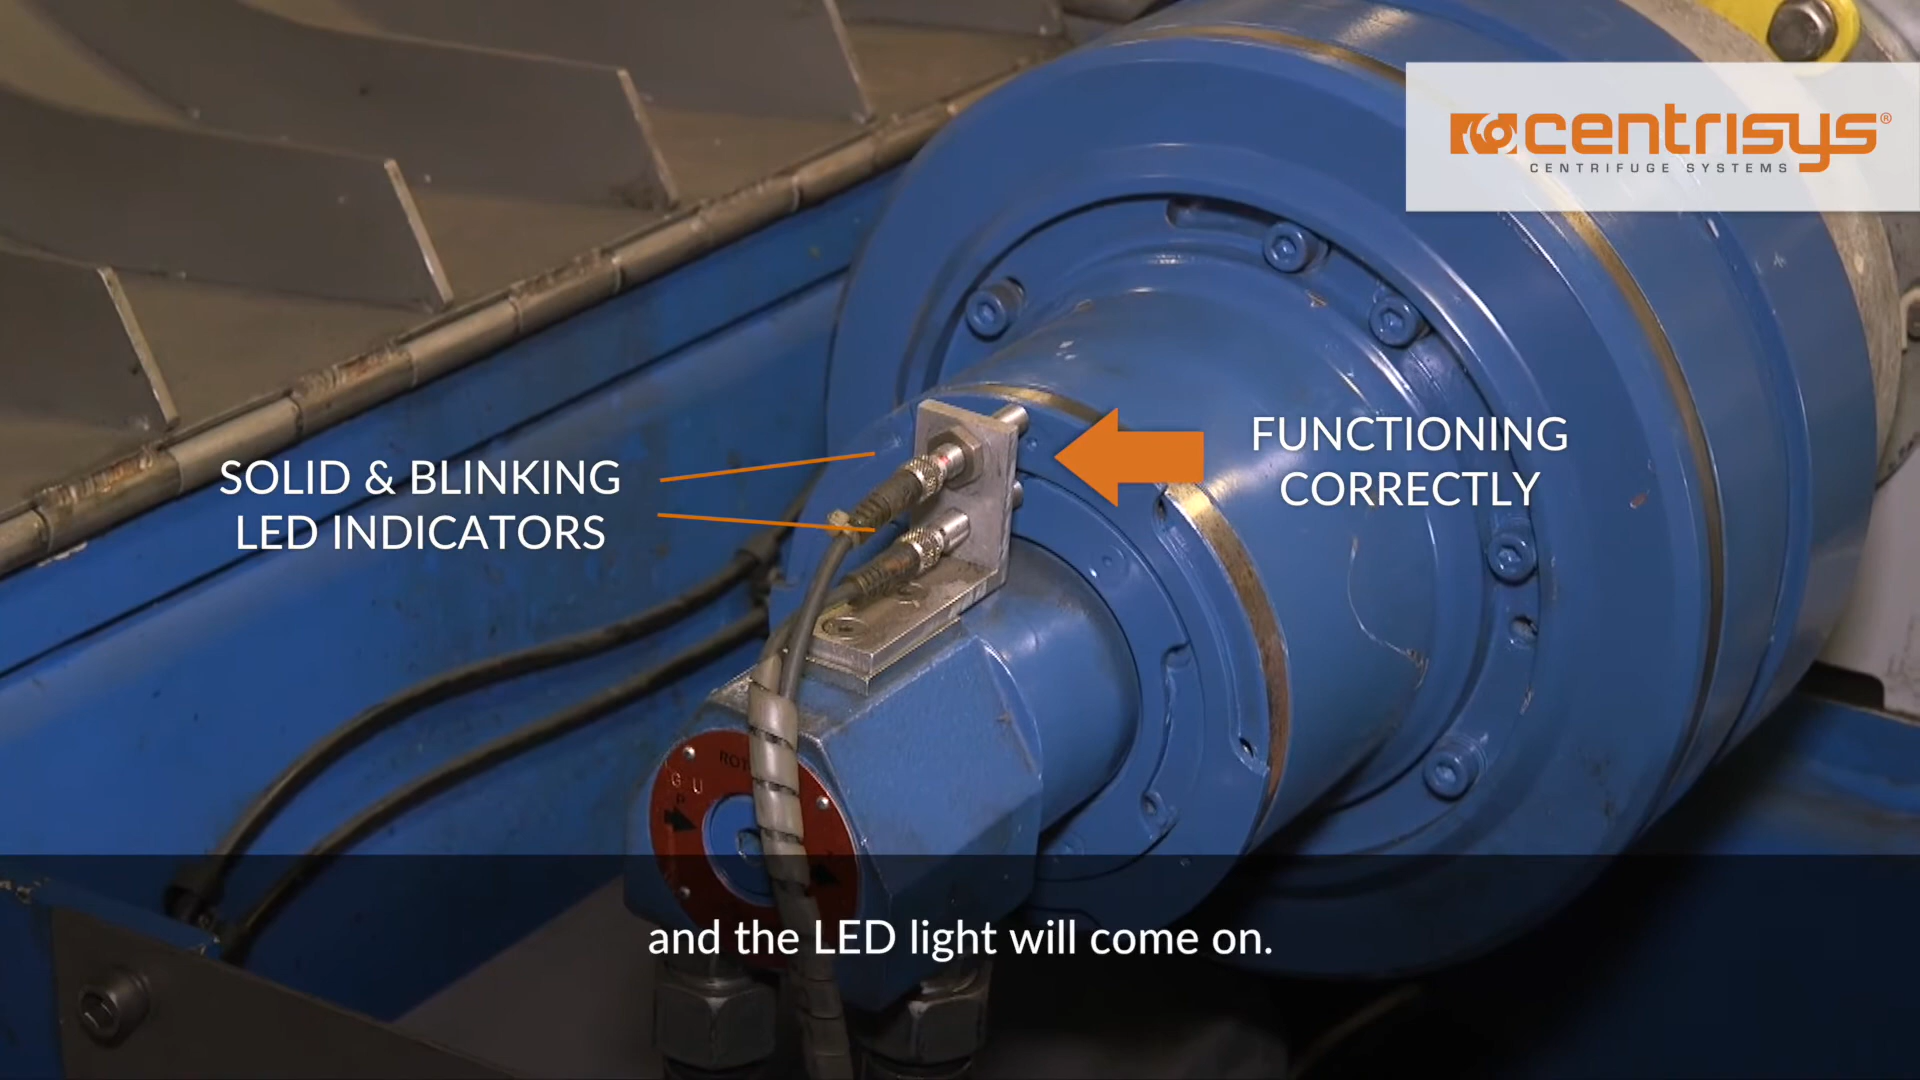 centrisys®
CENTRIFUGE SYSTEMS
SOLID & BLINKING
LED INDICATORS
FUNCTIONING
CORRECTLY
G U
and the LED light will come on.